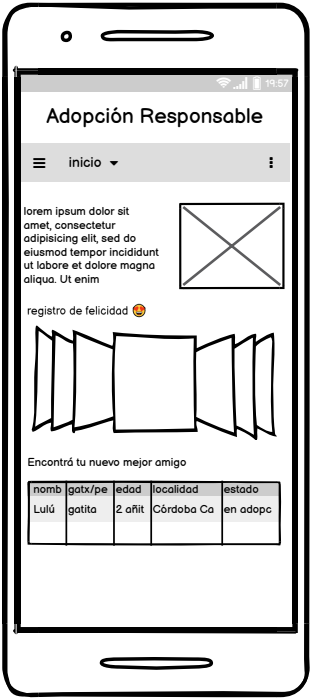 19:57
Adopción Responsable
inicio
lorem ipsum dolor sit
amet, consectetur
adipisicing elit, sed do
eiusmod tempor incididunt
ut labore et dolore magna
aliqua. Ut enim
registro de felicidad 😍
Encontrá tu nuevo mejor amigo
nomb gatx/pe edad localidad estado
Lulú gatita 2 añit Córdoba Ca en adopc